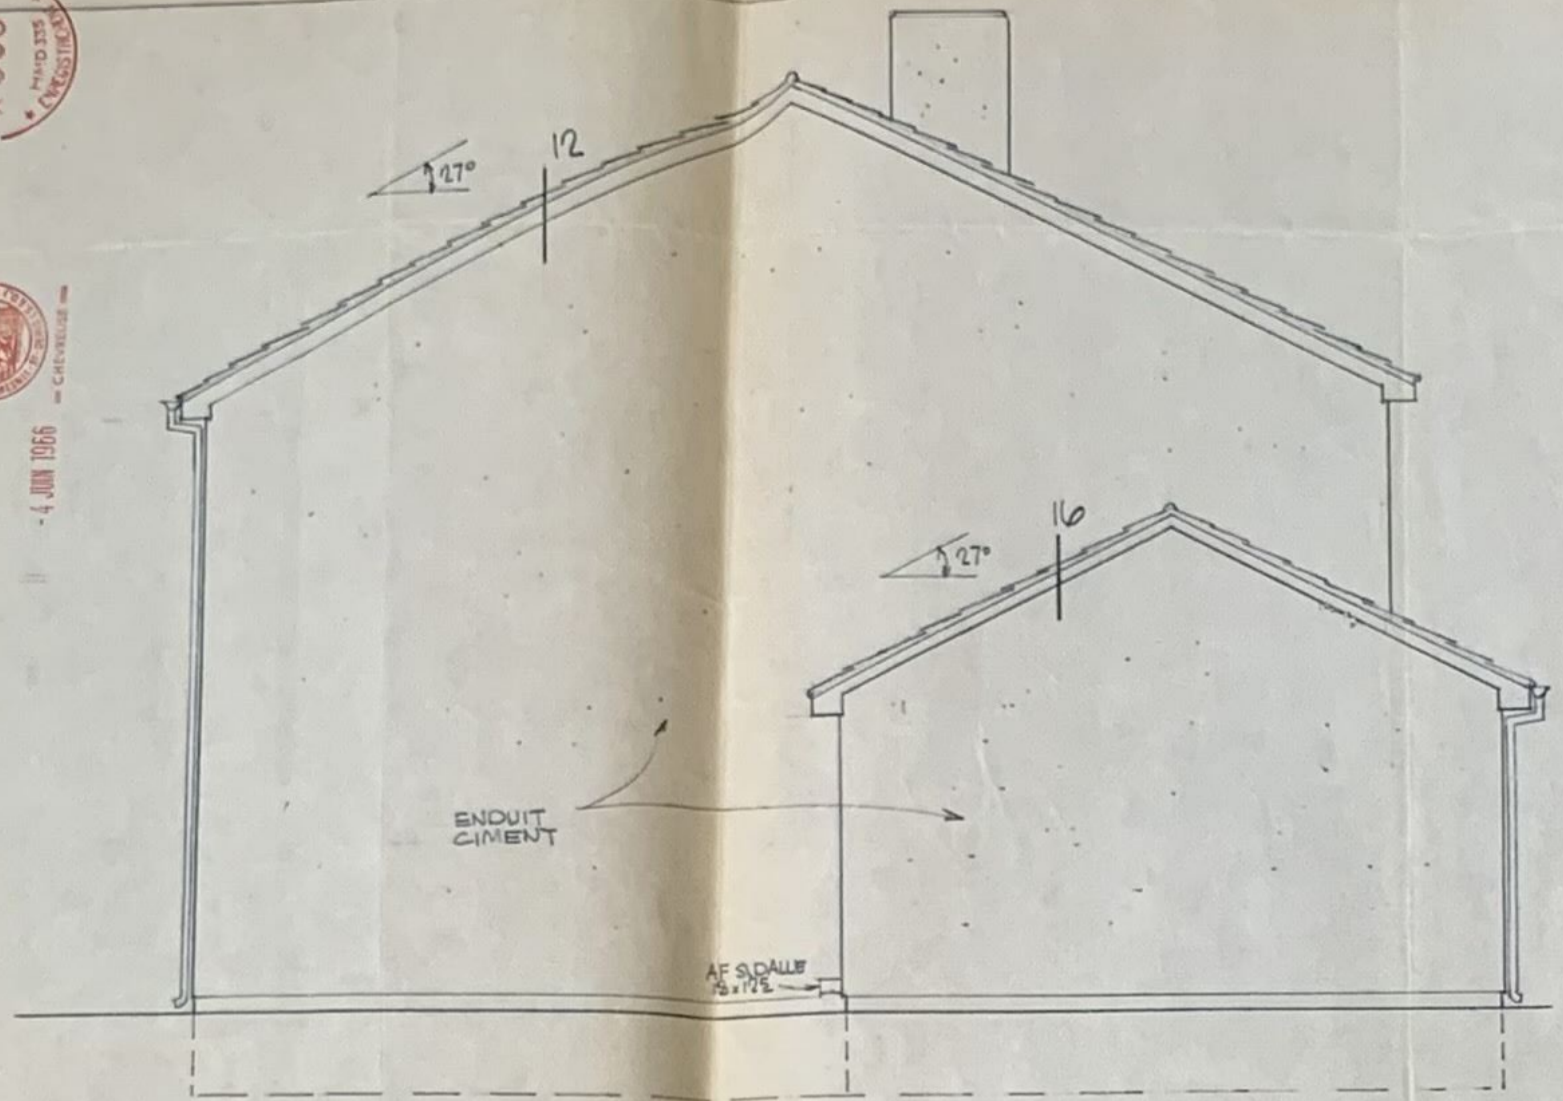 12
27°
16
27°
ENDUIT
CIMENT
AF S DALLE
- 4 JUIN 1966
— CHEVREUSE —